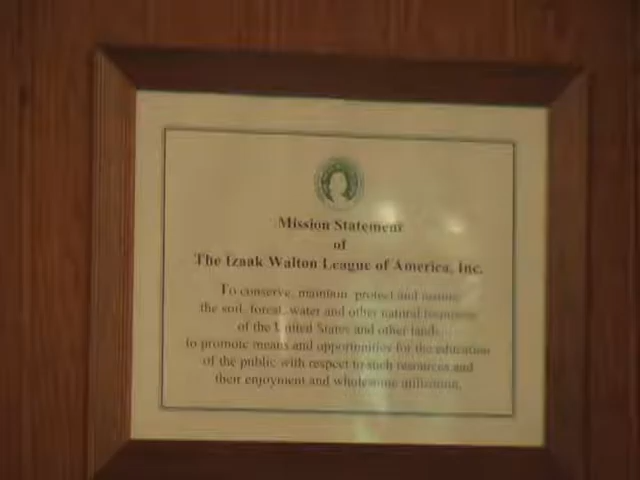 Mission Statement
of
The Izaak Walton League of America, Inc.
To conserve, maintain, protect and restore
the soil, forest, water and other natural resources
of the United States and other lands;
to promote means and opportunities for the education
of the public with respect to such resources and
their enjoyment and wholesome utilization.